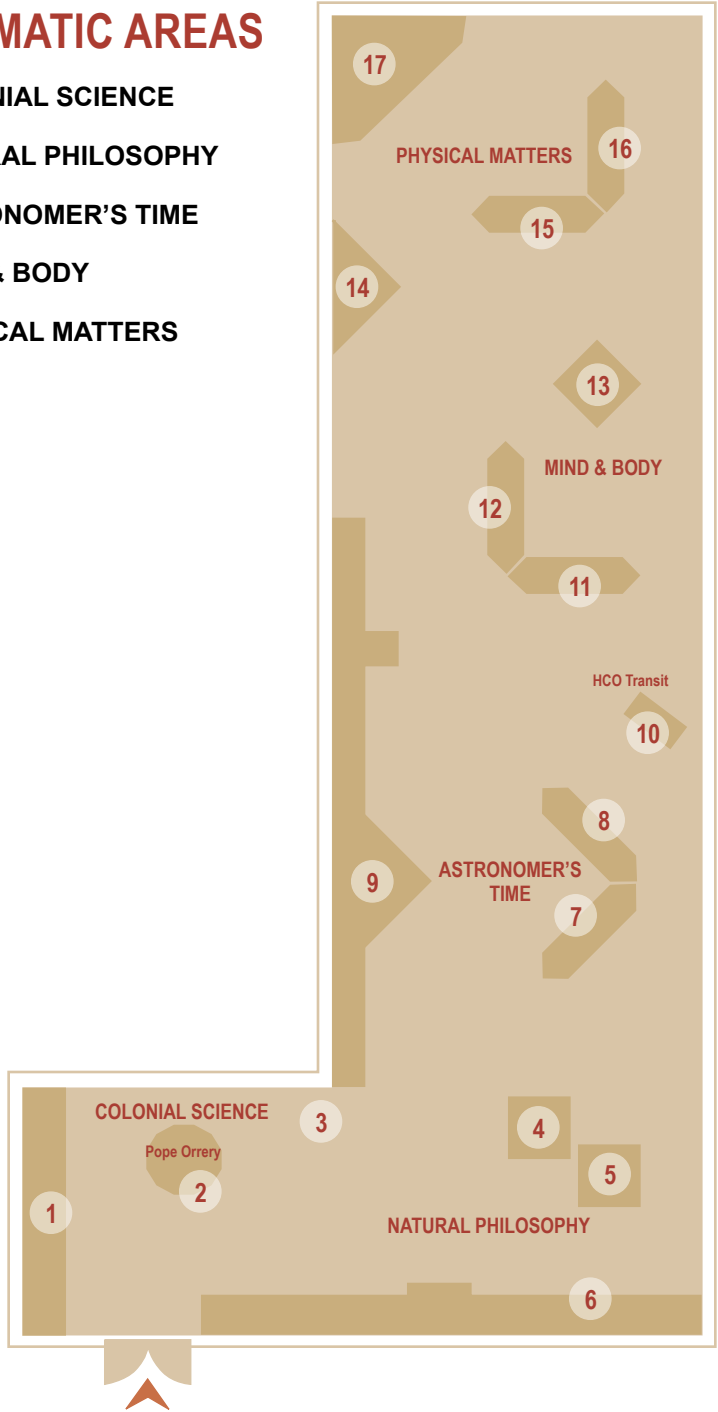 MATIC AREAS
NIAL SCIENCE
RAL PHILOSOPHY
ONOMER'S TIME
& BODY
CAL MATTERS
17
PHYSICAL MATTERS
16
15
14
13
MIND & BODY
12
11
HCO Transit
10
8
ASTRONOMER'S
TIME
9
7
COLONIAL SCIENCE
3
4
Pope Orrery
5
2
1
NATURAL PHILOSOPHY
6